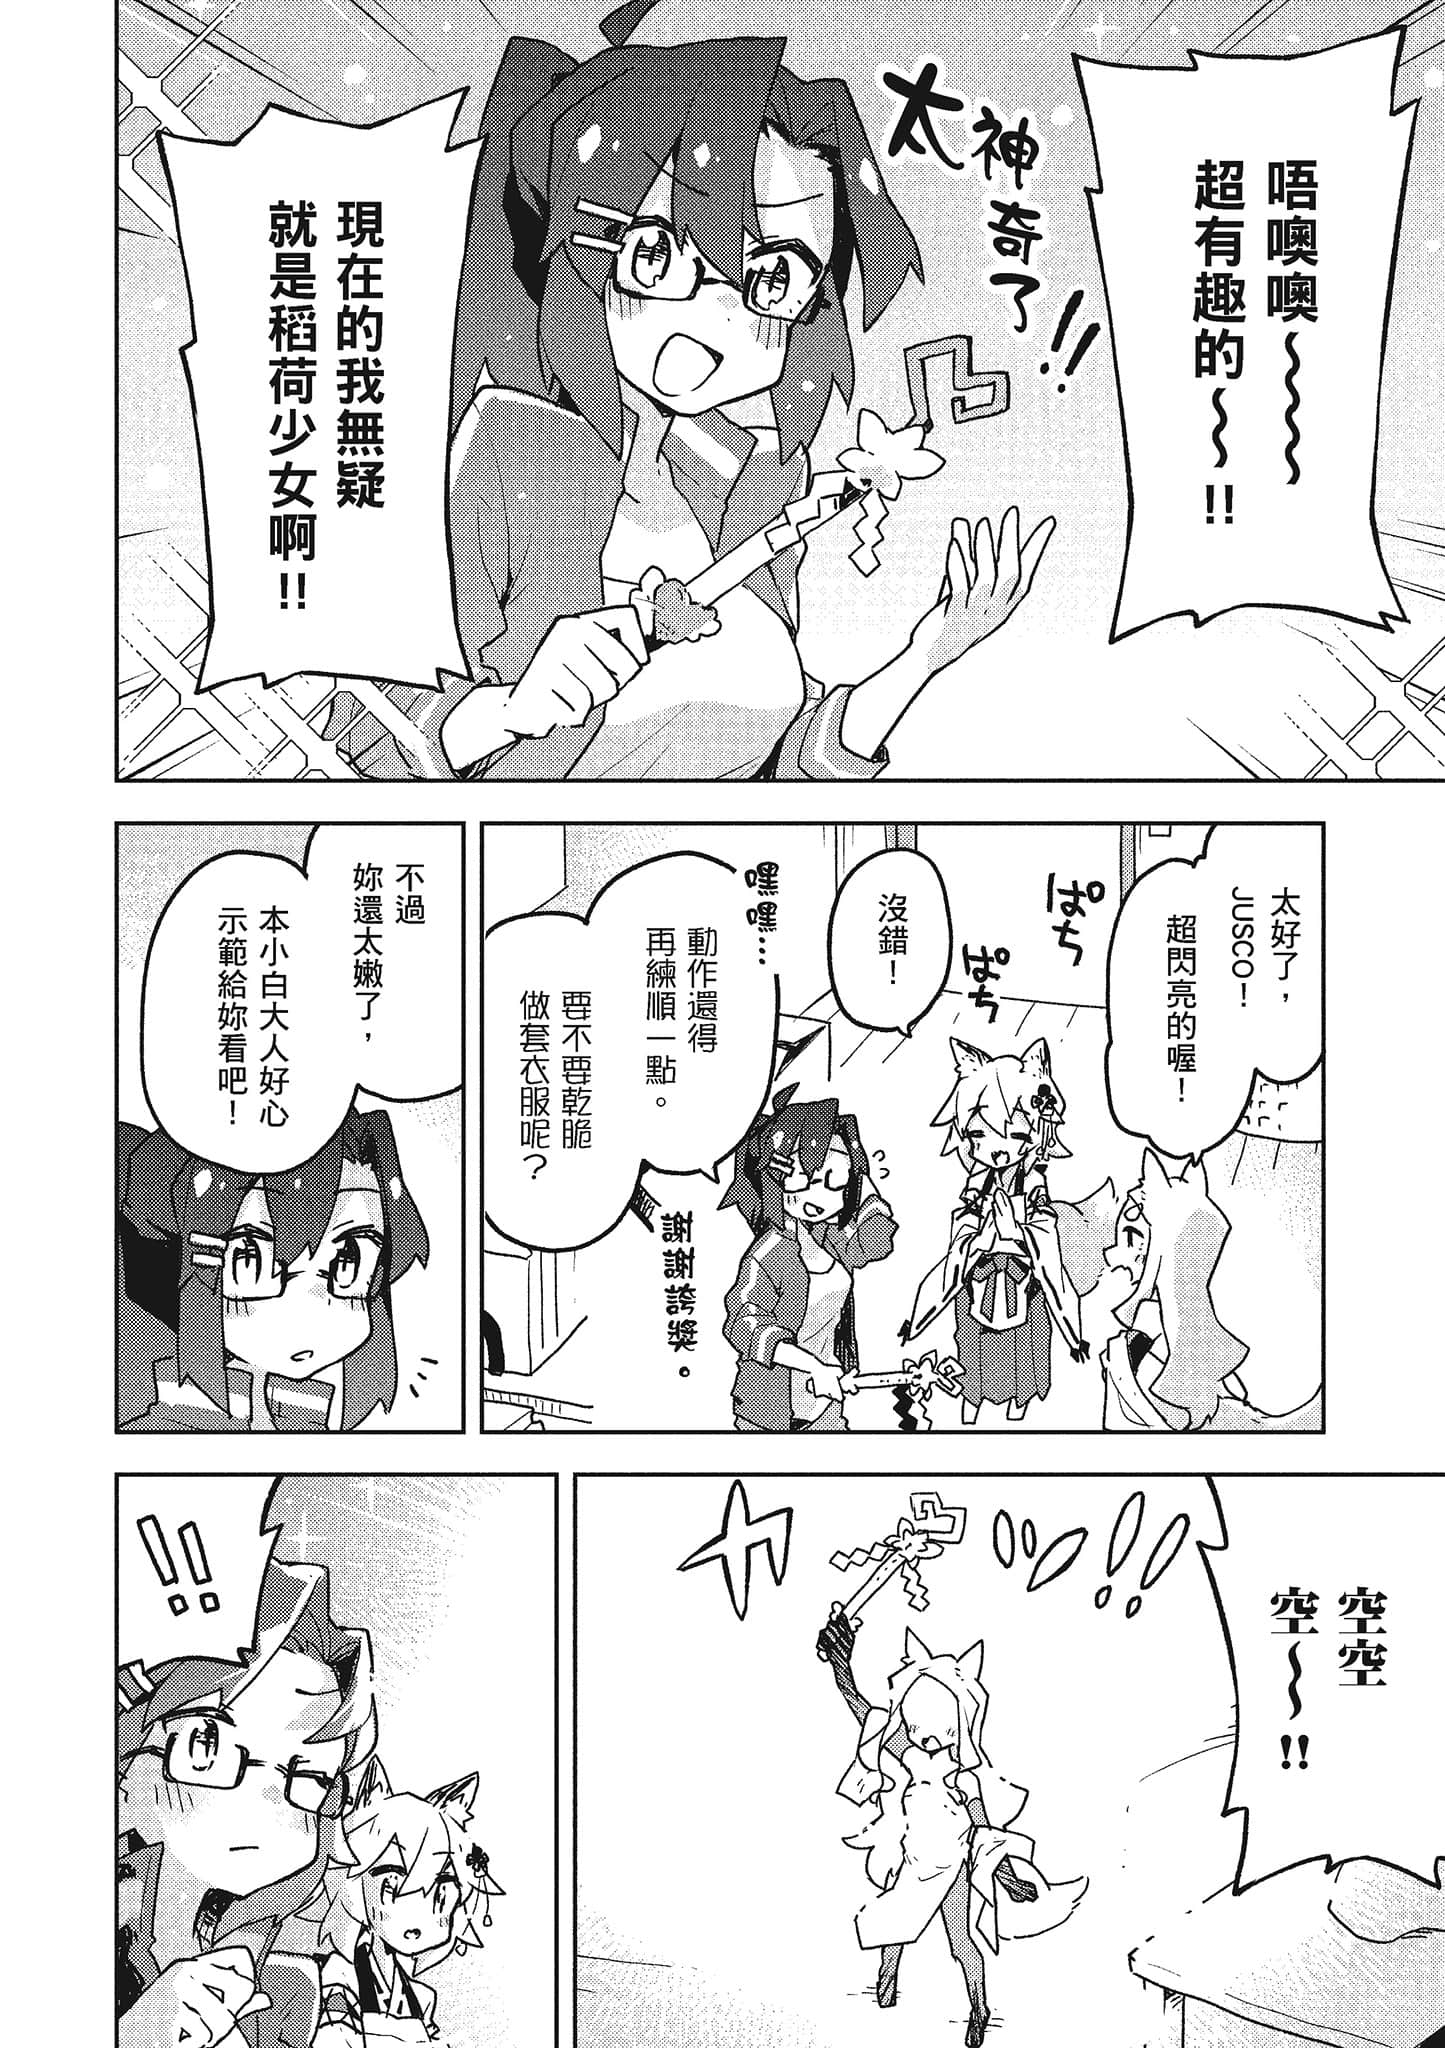 唔噢噢～～～
超有趣的～～!!
太神奇了!!
現在的我無疑
就是稻荷少女啊!!
太好了，
JUSCO！
超閃亮的喔！
ぱち
ぱち
沒錯！
嘿嘿…
動作還得
再練順一點。
要不要乾脆
做套衣服呢？
謝謝誇獎。
不過
妳還太嫩了，
本小白大人好心
示範給妳看吧！
空空
空～!!
!!
カッ
!!